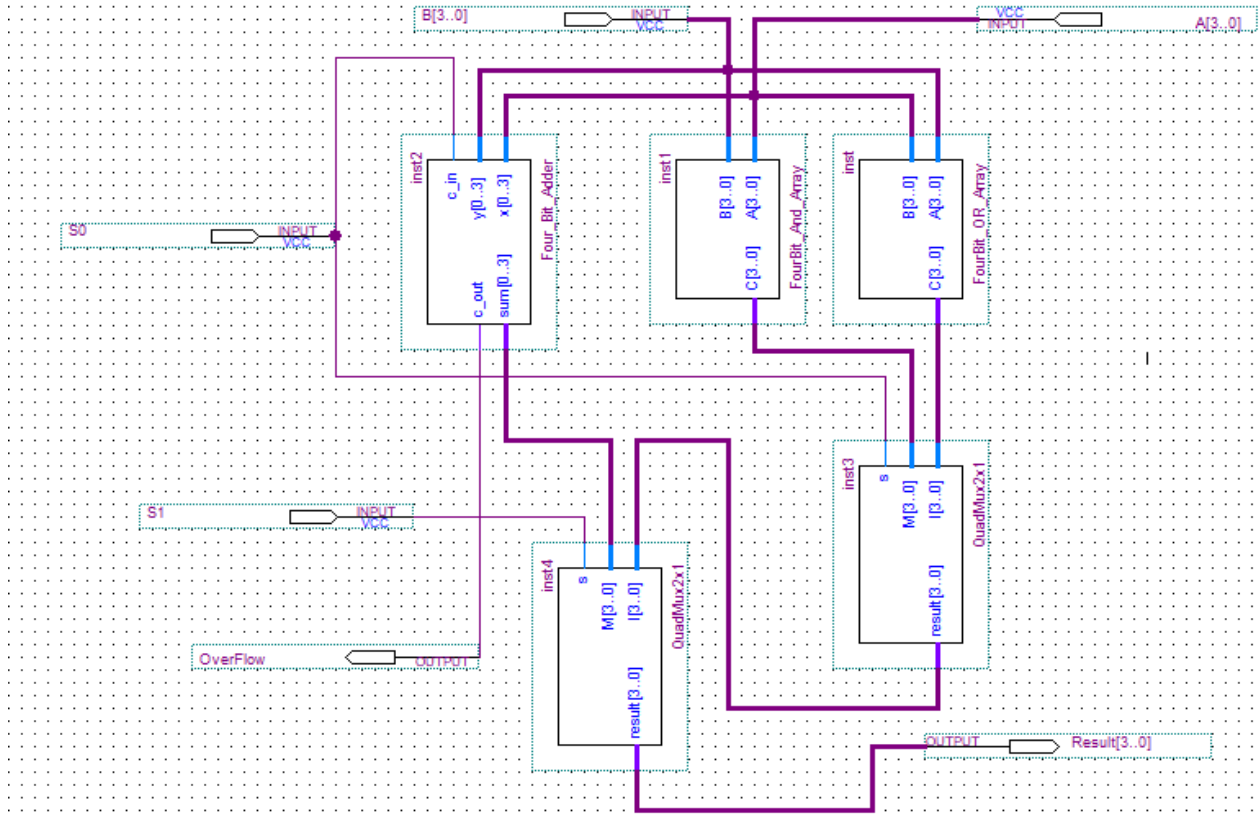 B[3..0]
INPUT
VCC
VCC
INPUT
A[3..0]
S0
INPUT
VCC
inst2
c_in
y[0..3]
x[0..3]
c_out
sum[0..3]
Four_Bit_Adder
inst1
B[3..0]
A[3..0]
C[3..0]
FourBit_And_Array
inst
B[3..0]
A[3..0]
C[3..0]
FourBit_OR_Array
S1
INPUT
VCC
inst4
s
M[3..0]
I[3..0]
result[3..0]
QuadMux2x1
inst3
s
M[3..0]
I[3..0]
result[3..0]
QuadMux2x1
OverFlow
OUTPUT
OUTPUT
Result[3..0]